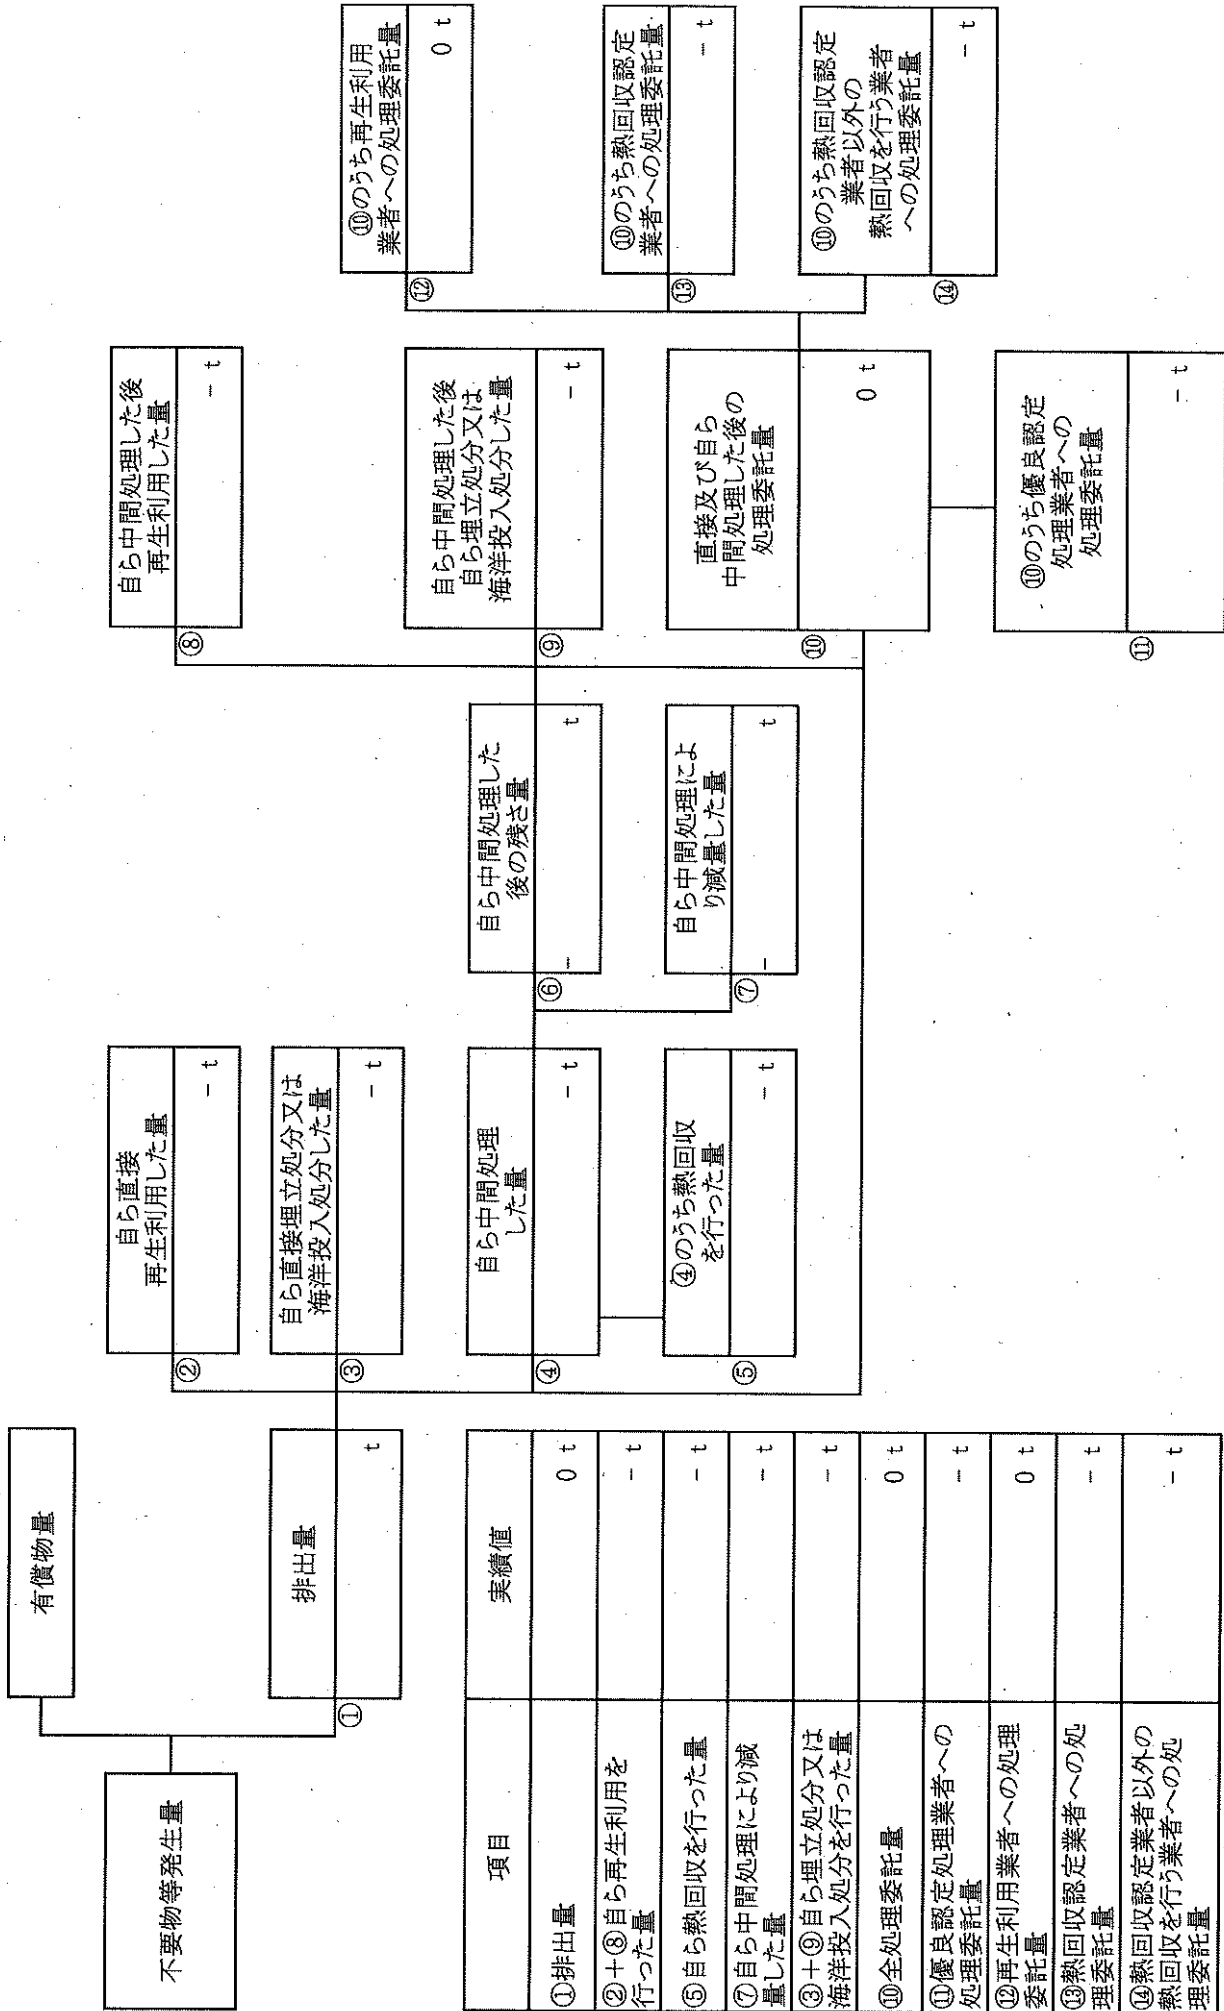 不要物等発生量
有償物量
排出量
①
t
自ら直接
再生利用した量
②
- t
自ら直接埋立処分又は
海洋投入処分した量
③
- t
自ら中間処理
した量
④
- t
④のうち熱回収
を行った量
⑤
- t
自ら中間処理した
後の残さ量
⑥
- t
自ら中間処理によ
り減量した量
⑦
- t
自ら中間処理した後
再生利用した量
⑧
- t
自ら中間処理した後
自ら埋立処分又は
海洋投入処分した量
⑨
- t
直接及び自ら
中間処理した後の
処理委託量
⑩
0 t
⑩のうち優良認定
処理業者への
処理委託量
⑪
- t
⑩のうち再生利用
業者への処理委託量
⑫
0 t
⑩のうち熱回収認定
業者への処理委託量
⑬
- t
⑩のうち熱回収認定
業者以外の
熱回収を行う業者
への処理委託量
⑭
- t
項目 実績値
①排出量 0 t
②+⑧自ら再生利用を
行った量 - t
⑤自ら熱回収を行った量 - t
⑦自ら中間処理により減
量した量 - t
③+⑨自ら埋立処分又は
海洋投入処分を行った量 - t
⑩全処理委託量 0 t
⑪優良認定処理業者への
処理委託量 - t
⑫再生利用業者への処理
委託量 0 t
⑬熱回収認定業者への処
理委託量 - t
⑭熱回収認定業者以外の
熱回収を行う業者への処
理委託量 - t